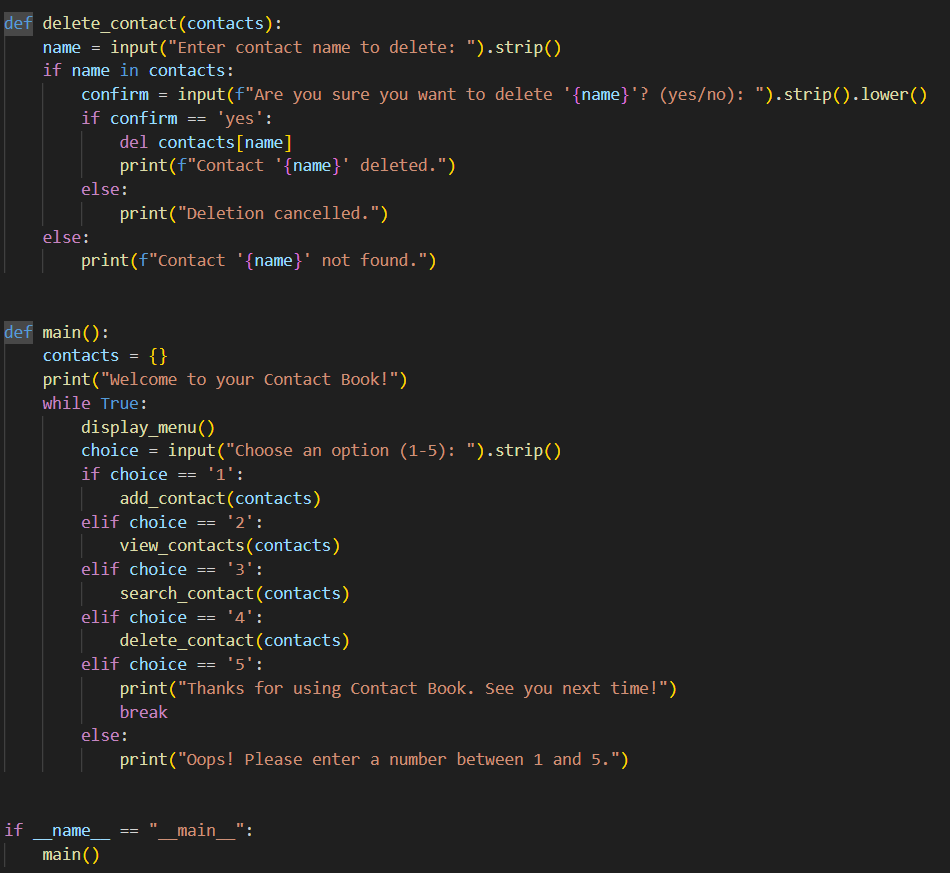 def delete_contact(contacts):
    name = input("Enter contact name to delete: ").strip()
    if name in contacts:
        confirm = input(f"Are you sure you want to delete '{name}'? (yes/no): ").strip().lower()
        if confirm == 'yes':
            del contacts[name]
            print(f"Contact '{name}' deleted.")
        else:
            print("Deletion cancelled.")
    else:
        print(f"Contact '{name}' not found.")


def main():
    contacts = {}
    print("Welcome to your Contact Book!")
    while True:
        display_menu()
        choice = input("Choose an option (1-5): ").strip()
        if choice == '1':
            add_contact(contacts)
        elif choice == '2':
            view_contacts(contacts)
        elif choice == '3':
            search_contact(contacts)
        elif choice == '4':
            delete_contact(contacts)
        elif choice == '5':
            print("Thanks for using Contact Book. See you next time!")
            break
        else:
            print("Oops! Please enter a number between 1 and 5.")


if __name__ == "__main__":
    main()